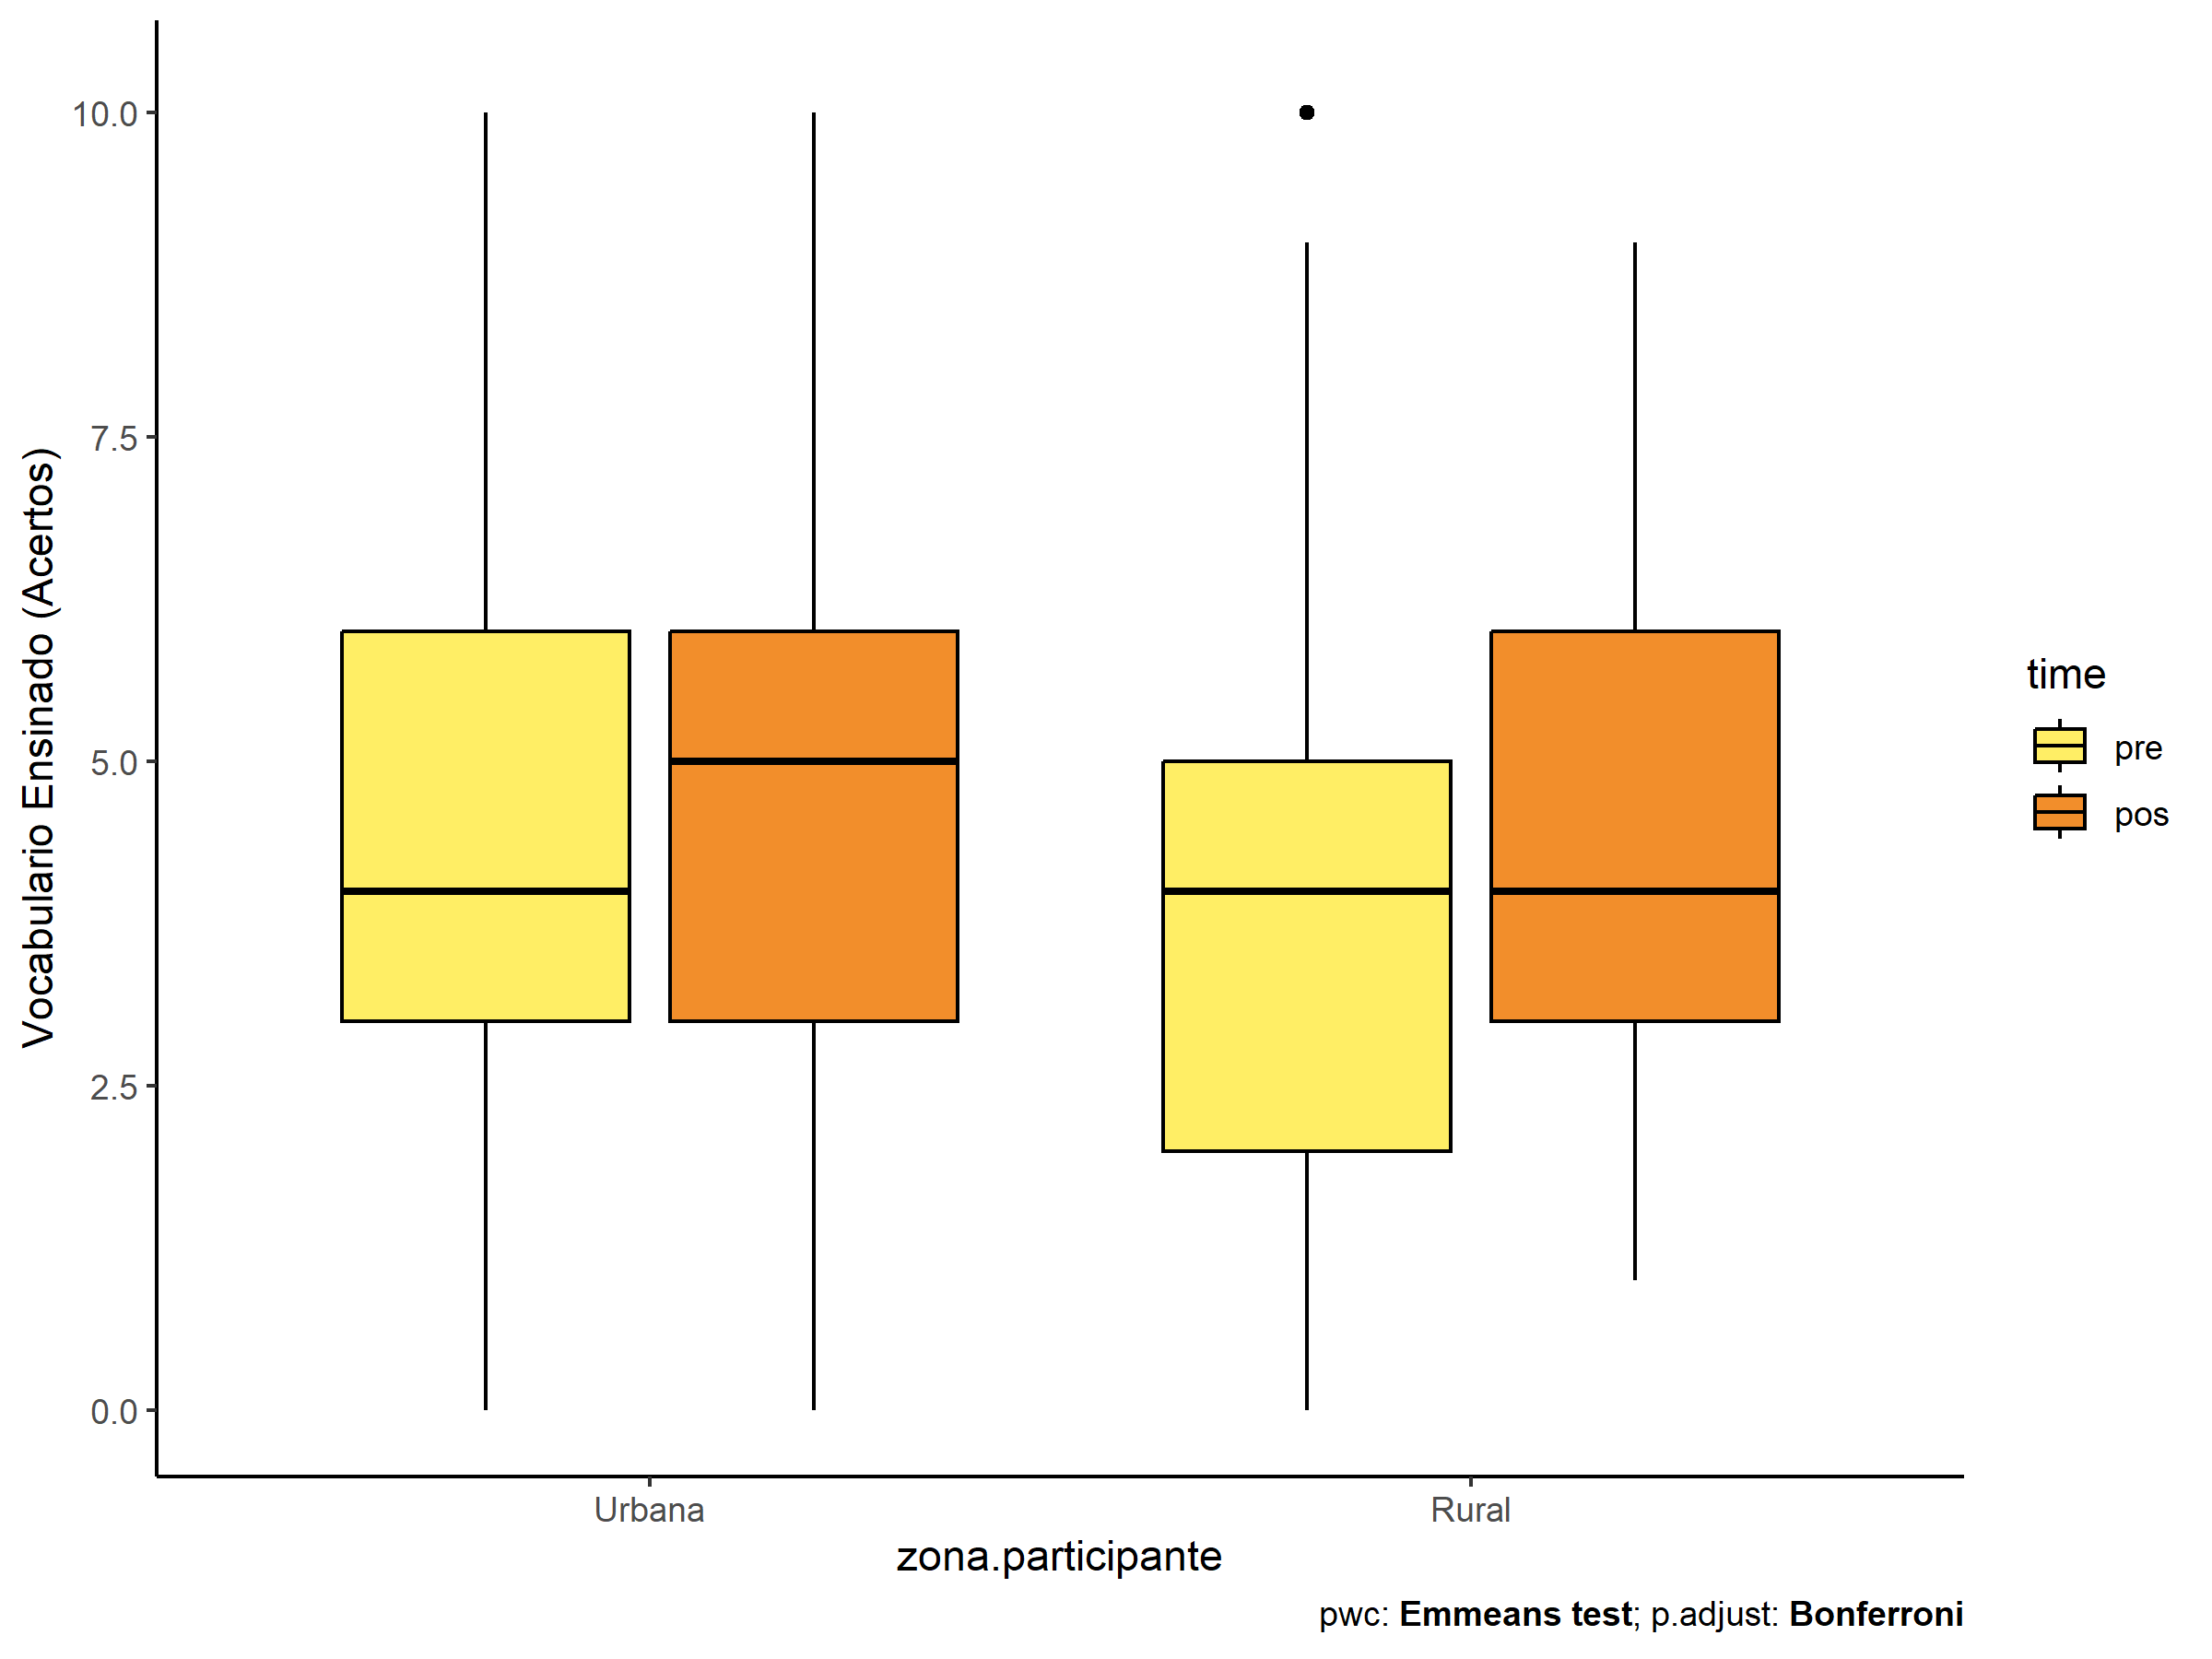 Vocabulario Ensinado (Acertos)
10.0
7.5
5.0
2.5
0.0
Urbana
Rural
zona.participante
time
pre
pos
pwc: Emmeans test; p.adjust: Bonferroni